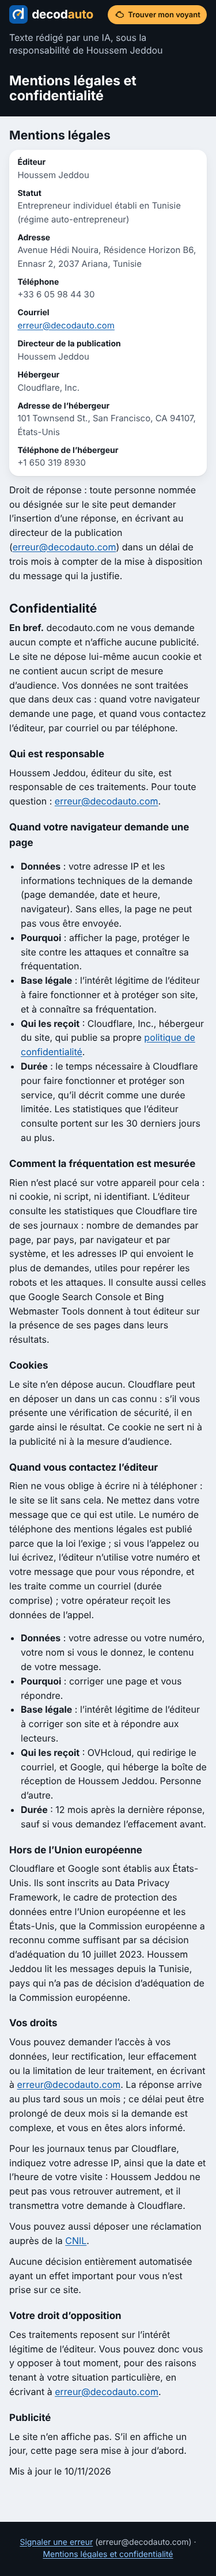 decodauto
Trouver mon voyant
Texte rédigé par une IA, sous la
responsabilité de Houssem Jeddou
Mentions légales et
confidentialité
Mentions légales
Éditeur
Houssem Jeddou
Statut
Entrepreneur individuel établi en Tunisie
(régime auto-entrepreneur)
Adresse
Avenue Hédi Nouira, Résidence Horizon B6,
Ennasr 2, 2037 Ariana, Tunisie
Téléphone
+33 6 05 98 44 30
Courriel
erreur@decodauto.com
Directeur de la publication
Houssem Jeddou
Hébergeur
Cloudflare, Inc.
Adresse de l’hébergeur
101 Townsend St., San Francisco, CA 94107,
États-Unis
Téléphone de l’hébergeur
+1 650 319 8930
Droit de réponse : toute personne nommée
ou désignée sur le site peut demander
l’insertion d’une réponse, en écrivant au
directeur de la publication
(erreur@decodauto.com) dans un délai de
trois mois à compter de la mise à disposition
du message qui la justifie.
Confidentialité
En bref. decodauto.com ne vous demande
aucun compte et n’affiche aucune publicité.
Le site ne dépose lui-même aucun cookie et
ne contient aucun script de mesure
d’audience. Vos données ne sont traitées
que dans deux cas : quand votre navigateur
demande une page, et quand vous contactez
l’éditeur, par courriel ou par téléphone.
Qui est responsable
Houssem Jeddou, éditeur du site, est
responsable de ces traitements. Pour toute
question : erreur@decodauto.com.
Quand votre navigateur demande une
page
• Données : votre adresse IP et les
informations techniques de la demande
(page demandée, date et heure,
navigateur). Sans elles, la page ne peut
pas vous être envoyée.
• Pourquoi : afficher la page, protéger le
site contre les attaques et connaître sa
fréquentation.
• Base légale : l’intérêt légitime de l’éditeur
à faire fonctionner et à protéger son site,
et à connaître sa fréquentation.
• Qui les reçoit : Cloudflare, Inc., hébergeur
du site, qui publie sa propre politique de
confidentialité.
• Durée : le temps nécessaire à Cloudflare
pour faire fonctionner et protéger son
service, qu’il décrit comme une durée
limitée. Les statistiques que l’éditeur
consulte portent sur les 30 derniers jours
au plus.
Comment la fréquentation est mesurée
Rien n’est placé sur votre appareil pour cela :
ni cookie, ni script, ni identifiant. L’éditeur
consulte les statistiques que Cloudflare tire
de ses journaux : nombre de demandes par
page, par pays, par navigateur et par
système, et les adresses IP qui envoient le
plus de demandes, utiles pour repérer les
robots et les attaques. Il consulte aussi celles
que Google Search Console et Bing
Webmaster Tools donnent à tout éditeur sur
la présence de ses pages dans leurs
résultats.
Cookies
Le site n’en dépose aucun. Cloudflare peut
en déposer un dans un cas connu : s’il vous
présente une vérification de sécurité, il en
garde ainsi le résultat. Ce cookie ne sert ni à
la publicité ni à la mesure d’audience.
Quand vous contactez l’éditeur
Rien ne vous oblige à écrire ni à téléphoner :
le site se lit sans cela. Ne mettez dans votre
message que ce qui est utile. Le numéro de
téléphone des mentions légales est publié
parce que la loi l’exige ; si vous l’appelez ou
lui écrivez, l’éditeur n’utilise votre numéro et
votre message que pour vous répondre, et
les traite comme un courriel (durée
comprise) ; votre opérateur reçoit les
données de l’appel.
• Données : votre adresse ou votre numéro,
votre nom si vous le donnez, le contenu
de votre message.
• Pourquoi : corriger une page et vous
répondre.
• Base légale : l’intérêt légitime de l’éditeur
à corriger son site et à répondre aux
lecteurs.
• Qui les reçoit : OVHcloud, qui redirige le
courriel, et Google, qui héberge la boîte de
réception de Houssem Jeddou. Personne
d’autre.
• Durée : 12 mois après la dernière réponse,
sauf si vous demandez l’effacement avant.
Hors de l’Union européenne
Cloudflare et Google sont établis aux États-
Unis. Ils sont inscrits au Data Privacy
Framework, le cadre de protection des
données entre l’Union européenne et les
États-Unis, que la Commission européenne a
reconnu comme suffisant par sa décision
d’adéquation du 10 juillet 2023. Houssem
Jeddou lit les messages depuis la Tunisie,
pays qui n’a pas de décision d’adéquation de
la Commission européenne.
Vos droits
Vous pouvez demander l’accès à vos
données, leur rectification, leur effacement
ou la limitation de leur traitement, en écrivant
à erreur@decodauto.com. La réponse arrive
au plus tard sous un mois ; ce délai peut être
prolongé de deux mois si la demande est
complexe, et vous en êtes alors informé.
Pour les journaux tenus par Cloudflare,
indiquez votre adresse IP, ainsi que la date et
l’heure de votre visite : Houssem Jeddou ne
peut pas vous retrouver autrement, et il
transmettra votre demande à Cloudflare.
Vous pouvez aussi déposer une réclamation
auprès de la CNIL.
Aucune décision entièrement automatisée
ayant un effet important pour vous n’est
prise sur ce site.
Votre droit d’opposition
Ces traitements reposent sur l’intérêt
légitime de l’éditeur. Vous pouvez donc vous
y opposer à tout moment, pour des raisons
tenant à votre situation particulière, en
écrivant à erreur@decodauto.com.
Publicité
Le site n’en affiche pas. S’il en affiche un
jour, cette page sera mise à jour d’abord.
Mis à jour le 10/11/2026
Signaler une erreur (erreur@decodauto.com) ·
Mentions légales et confidentialité